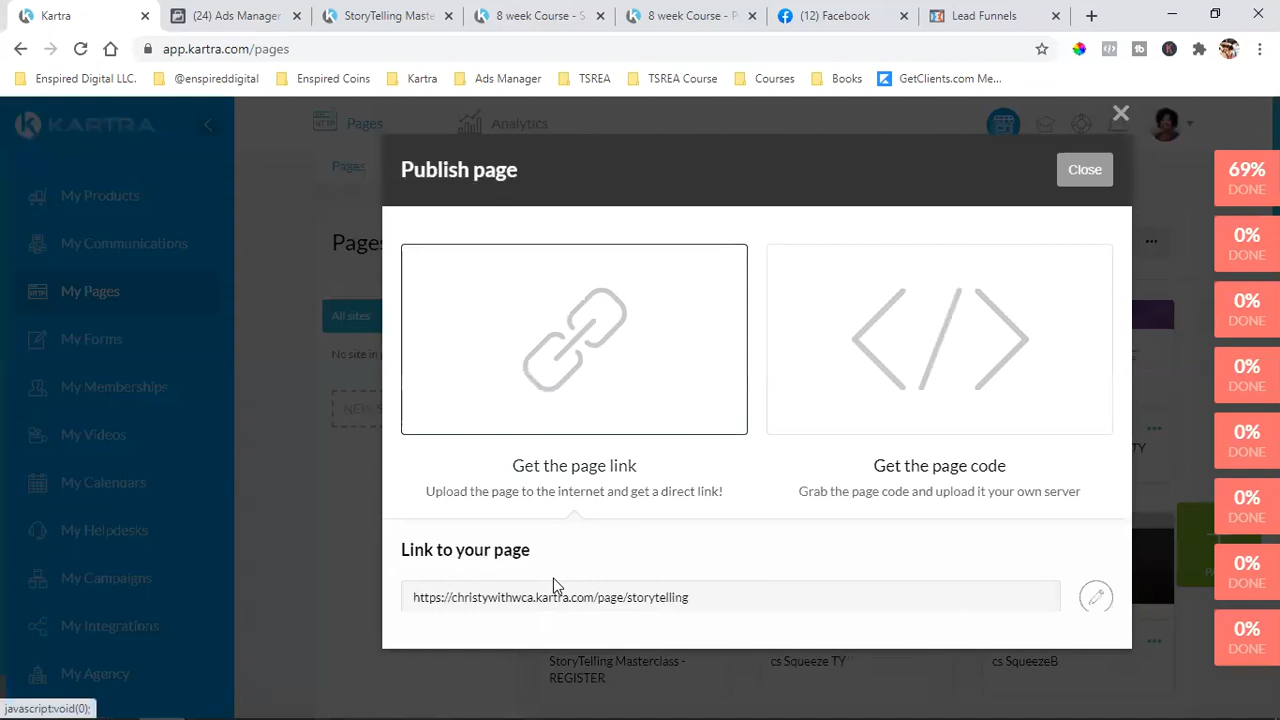 Kartra
(24) Ads Manager
StoryTelling Maste
8 week Course - S
8 week Course - P
(12) Facebook
Lead Funnels
app.kartra.com/pages
Enspired Digital LLC.
@enspireddigital
Enspired Coins
Kartra
Ads Manager
TSREA
TSREA Course
Courses
Books
GetClients.com Me...
KARTRA
Pages
Analytics
My Products
My Communications
My Pages
My Forms
My Memberships
My Videos
My Calendars
My Helpdesks
My Campaigns
My Integrations
My Agency
Pages
Pages
All sites
No site in
Publish page
Close
Get the page link
Upload the page to the internet and get a direct link!
Get the page code
Grab the page code and upload it your own server
Link to your page
https://christywithwca.kartra.com/page/storytelling
StoryTelling Masterclass -
REGISTER
cs Squeeze TY
cs SqueezeB
69%
DONE
0%
DONE
0%
DONE
0%
DONE
0%
DONE
0%
DONE
0%
DONE
0%
DONE
javascript:void(0);